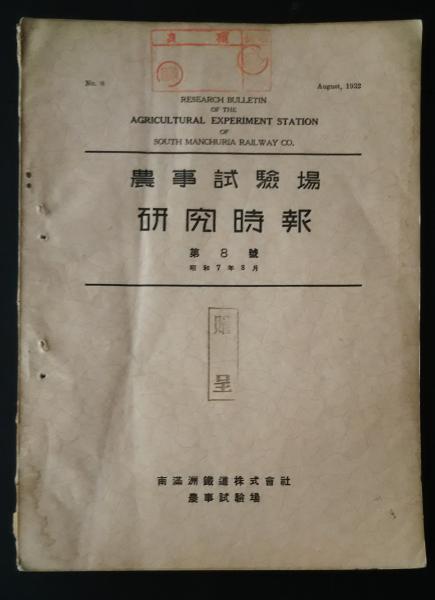 No. 8
August, 1932
RESEARCH BULLETIN
OF THE
AGRICULTURAL EXPERIMENT STATION
OF
SOUTH MANCHURIA RAILWAY CO.
農事試驗場
研究時報
第8號
昭和7年8月
贈呈
南滿洲鐵道株式會社
農事試驗場